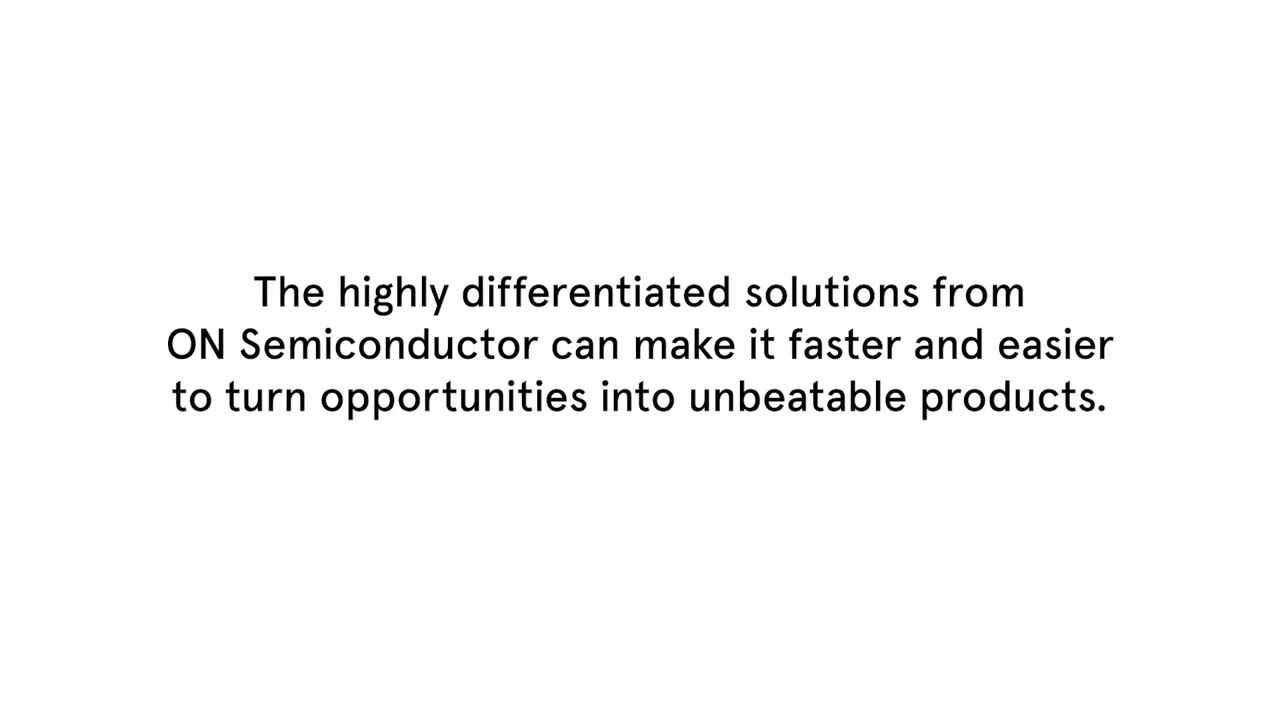 The highly differentiated solutions from
ON Semiconductor can make it faster and easier
to turn opportunities into unbeatable products.